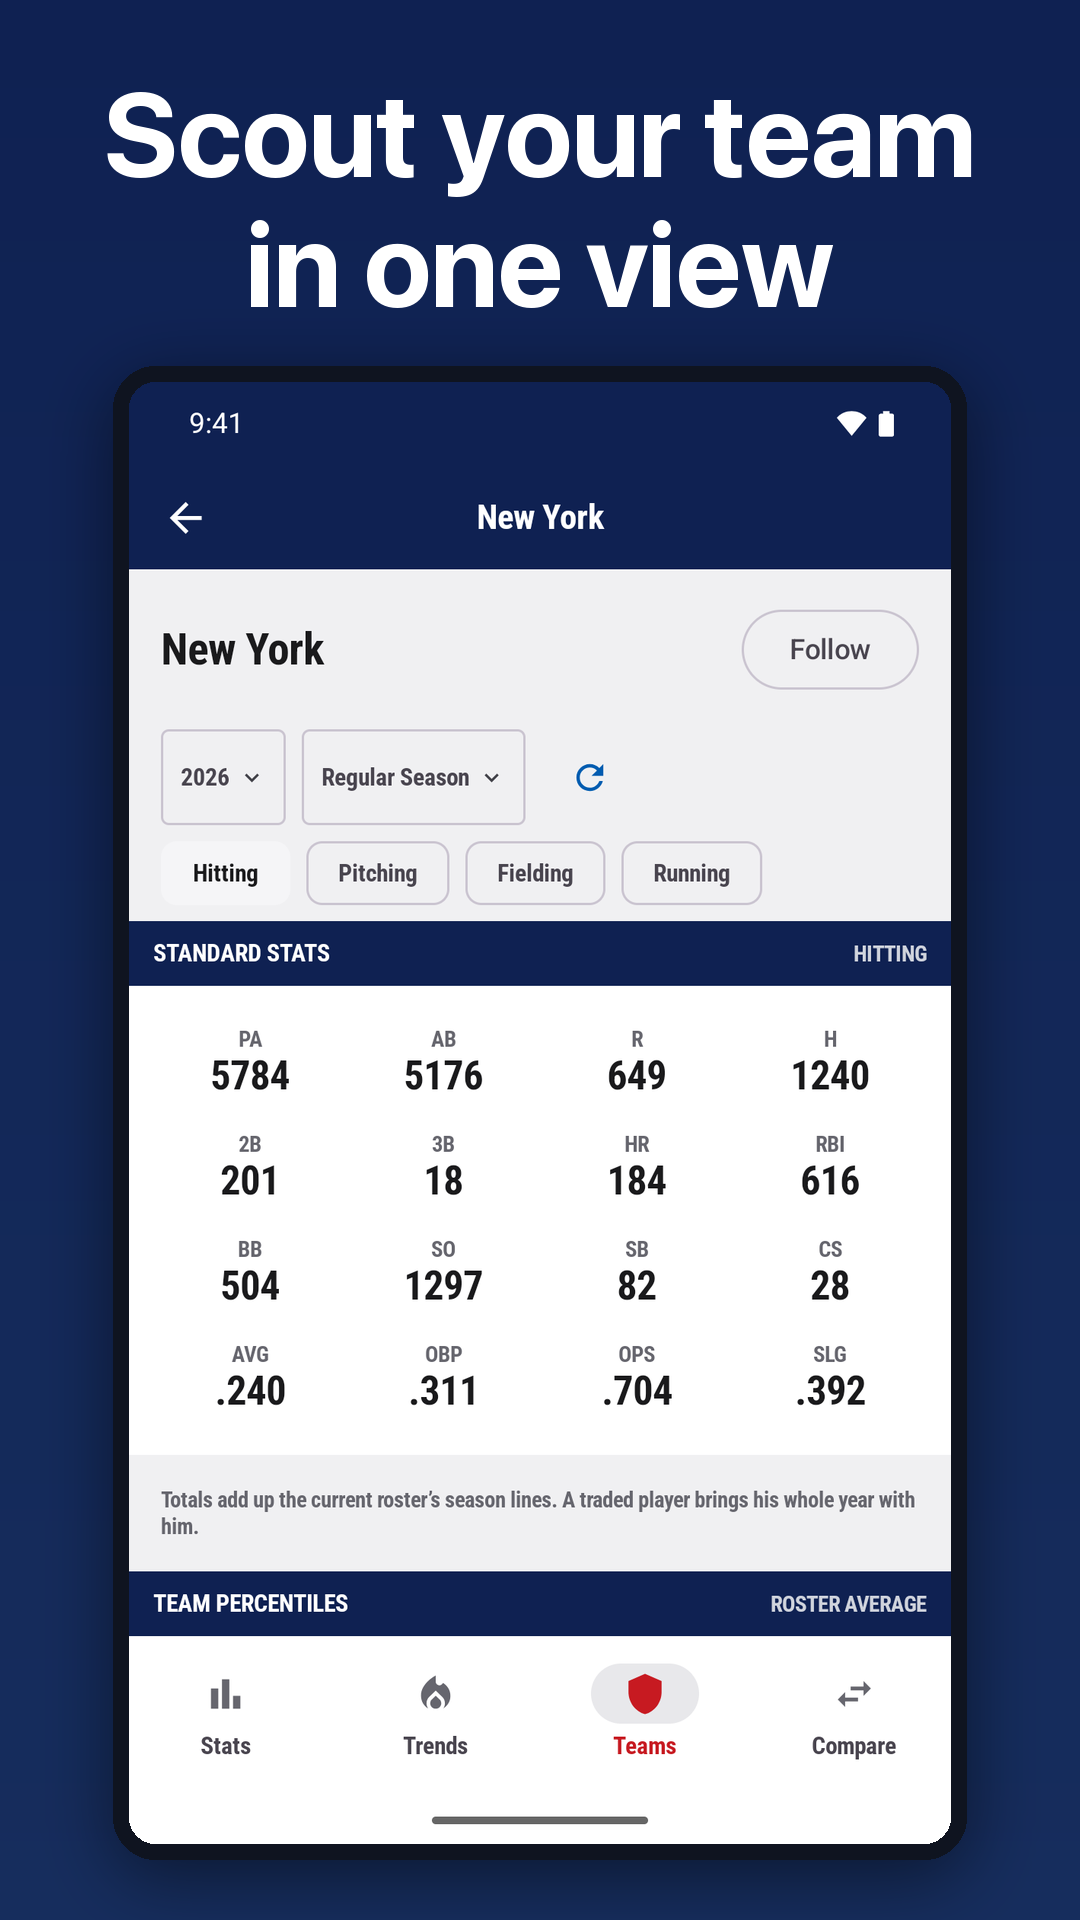 Scout your team
in one view
9:41
New York
New York
Follow
2026
Regular Season
Hitting
Pitching
Fielding
Running
STANDARD STATS
HITTING
PA
AB
R
H
5784
5176
649
1240
2B
3B
HR
RBI
201
18
184
616
BB
SO
SB
CS
504
1297
82
28
AVG
OBP
OPS
SLG
.240
.311
.704
.392
Totals add up the current roster’s season lines. A traded player brings his whole year with
him.
TEAM PERCENTILES
ROSTER AVERAGE
Stats
Trends
Teams
Compare